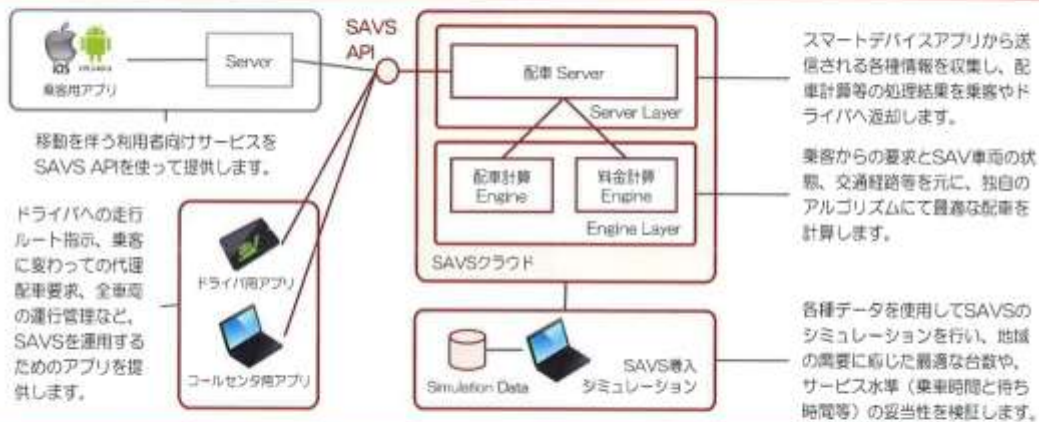 iOS
乗客用アプリ
Server
移動を伴う利用者向けサービスを
SAVS APIを使って提供します。
SAVS
API
配車 Server
Server Layer
配車計算
Engine
料金計算
Engine
Engine Layer
SAVSクラウド
スマートデバイスアプリから送
信される各種情報を収集し、配
車計算等の処理結果を乗客やド
ライバへ返却します。
乗客からの要求とSAV車両の状
態、交通経路等を元に、独自の
アルゴリズムにて最適な配車を
計算します。
ドライバへの走行
ルート指示、乗客
に変わっての代理
配車要求、全車両
の運行管理など、
SAVSを運用する
ためのアプリを提
供します。
ドライバ用アプリ
コールセンタ用アプリ
Simulation Data
SAVS導入
シミュレーション
各種データを使用してSAVSの
シミュレーションを行い、地域
の需要に応じた最適な台数や、
サービス水準（乗車時間と待ち
時間等）の妥当性を検証します。